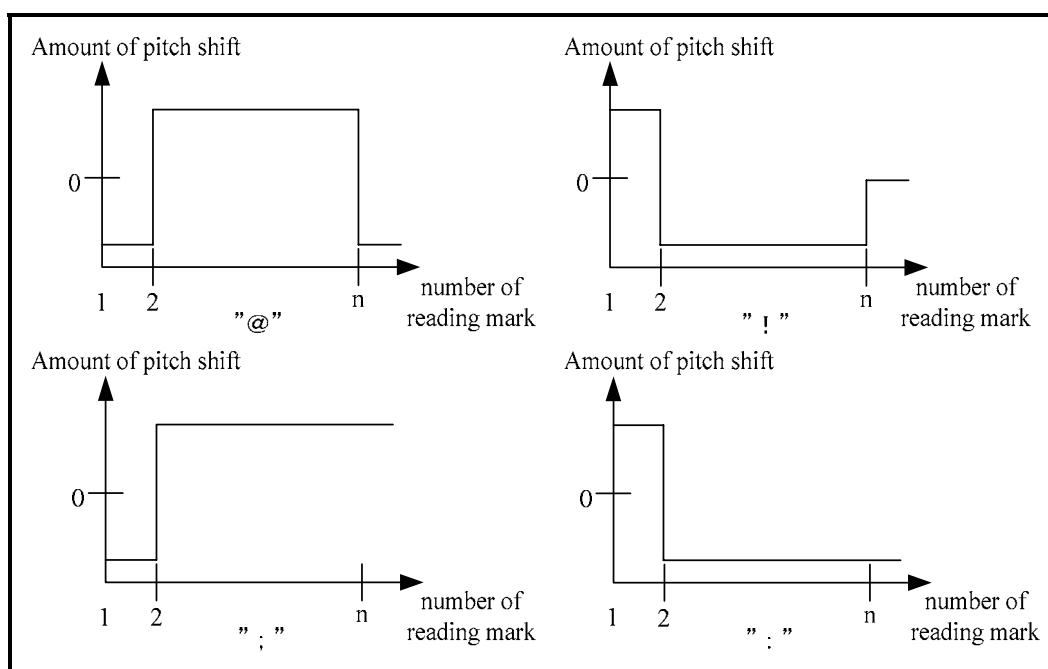 Amount of pitch shift
0
1 2 n
number of
reading mark
"@"
Amount of pitch shift
0
1 2 n
number of
reading mark
"!"
Amount of pitch shift
0
1 2 n
number of
reading mark
";"
Amount of pitch shift
0
1 2 n
number of
reading mark
":"